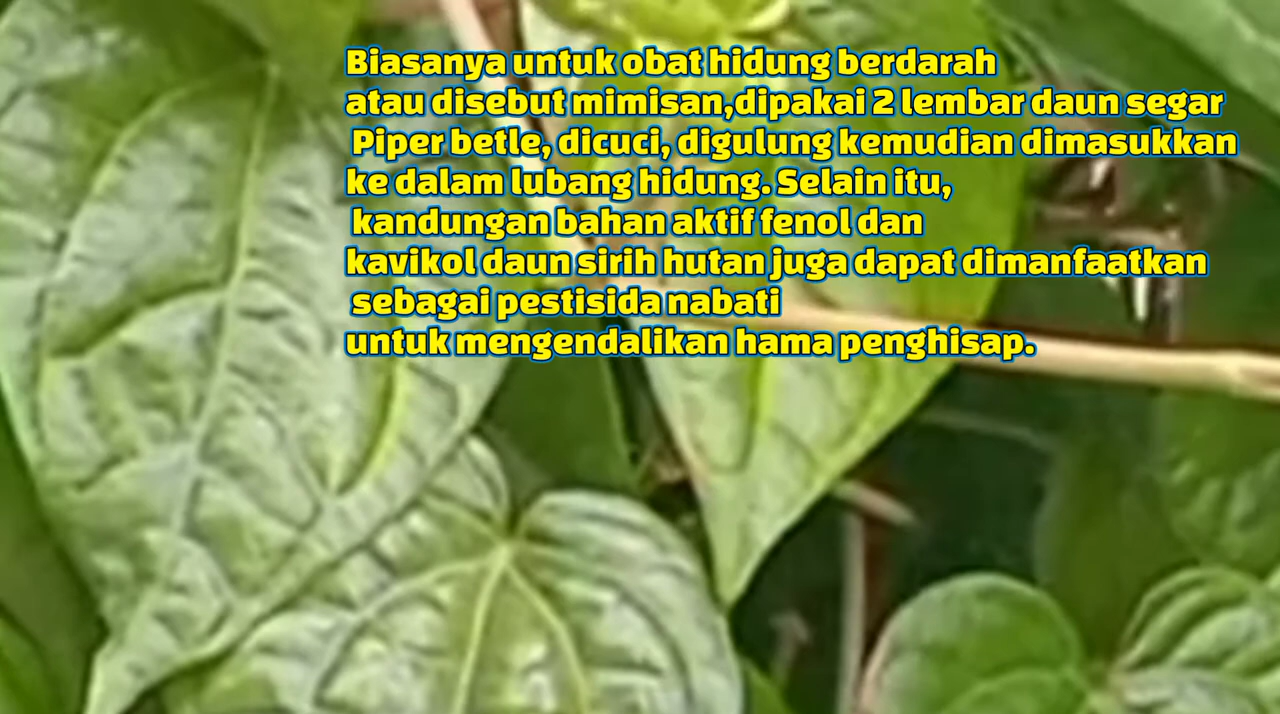 Biasanya untuk obat hidung berdarah
atau disebut mimisan,dipakai 2 lembar daun segar
Piper betle, dicuci, digulung kemudian dimasukkan
ke dalam lubang hidung. Selain itu,
kandungan bahan aktif fenol dan
kavikol daun sirih hutan juga dapat dimanfaatkan
sebagai pestisida nabati
untuk mengendalikan hama penghisap.